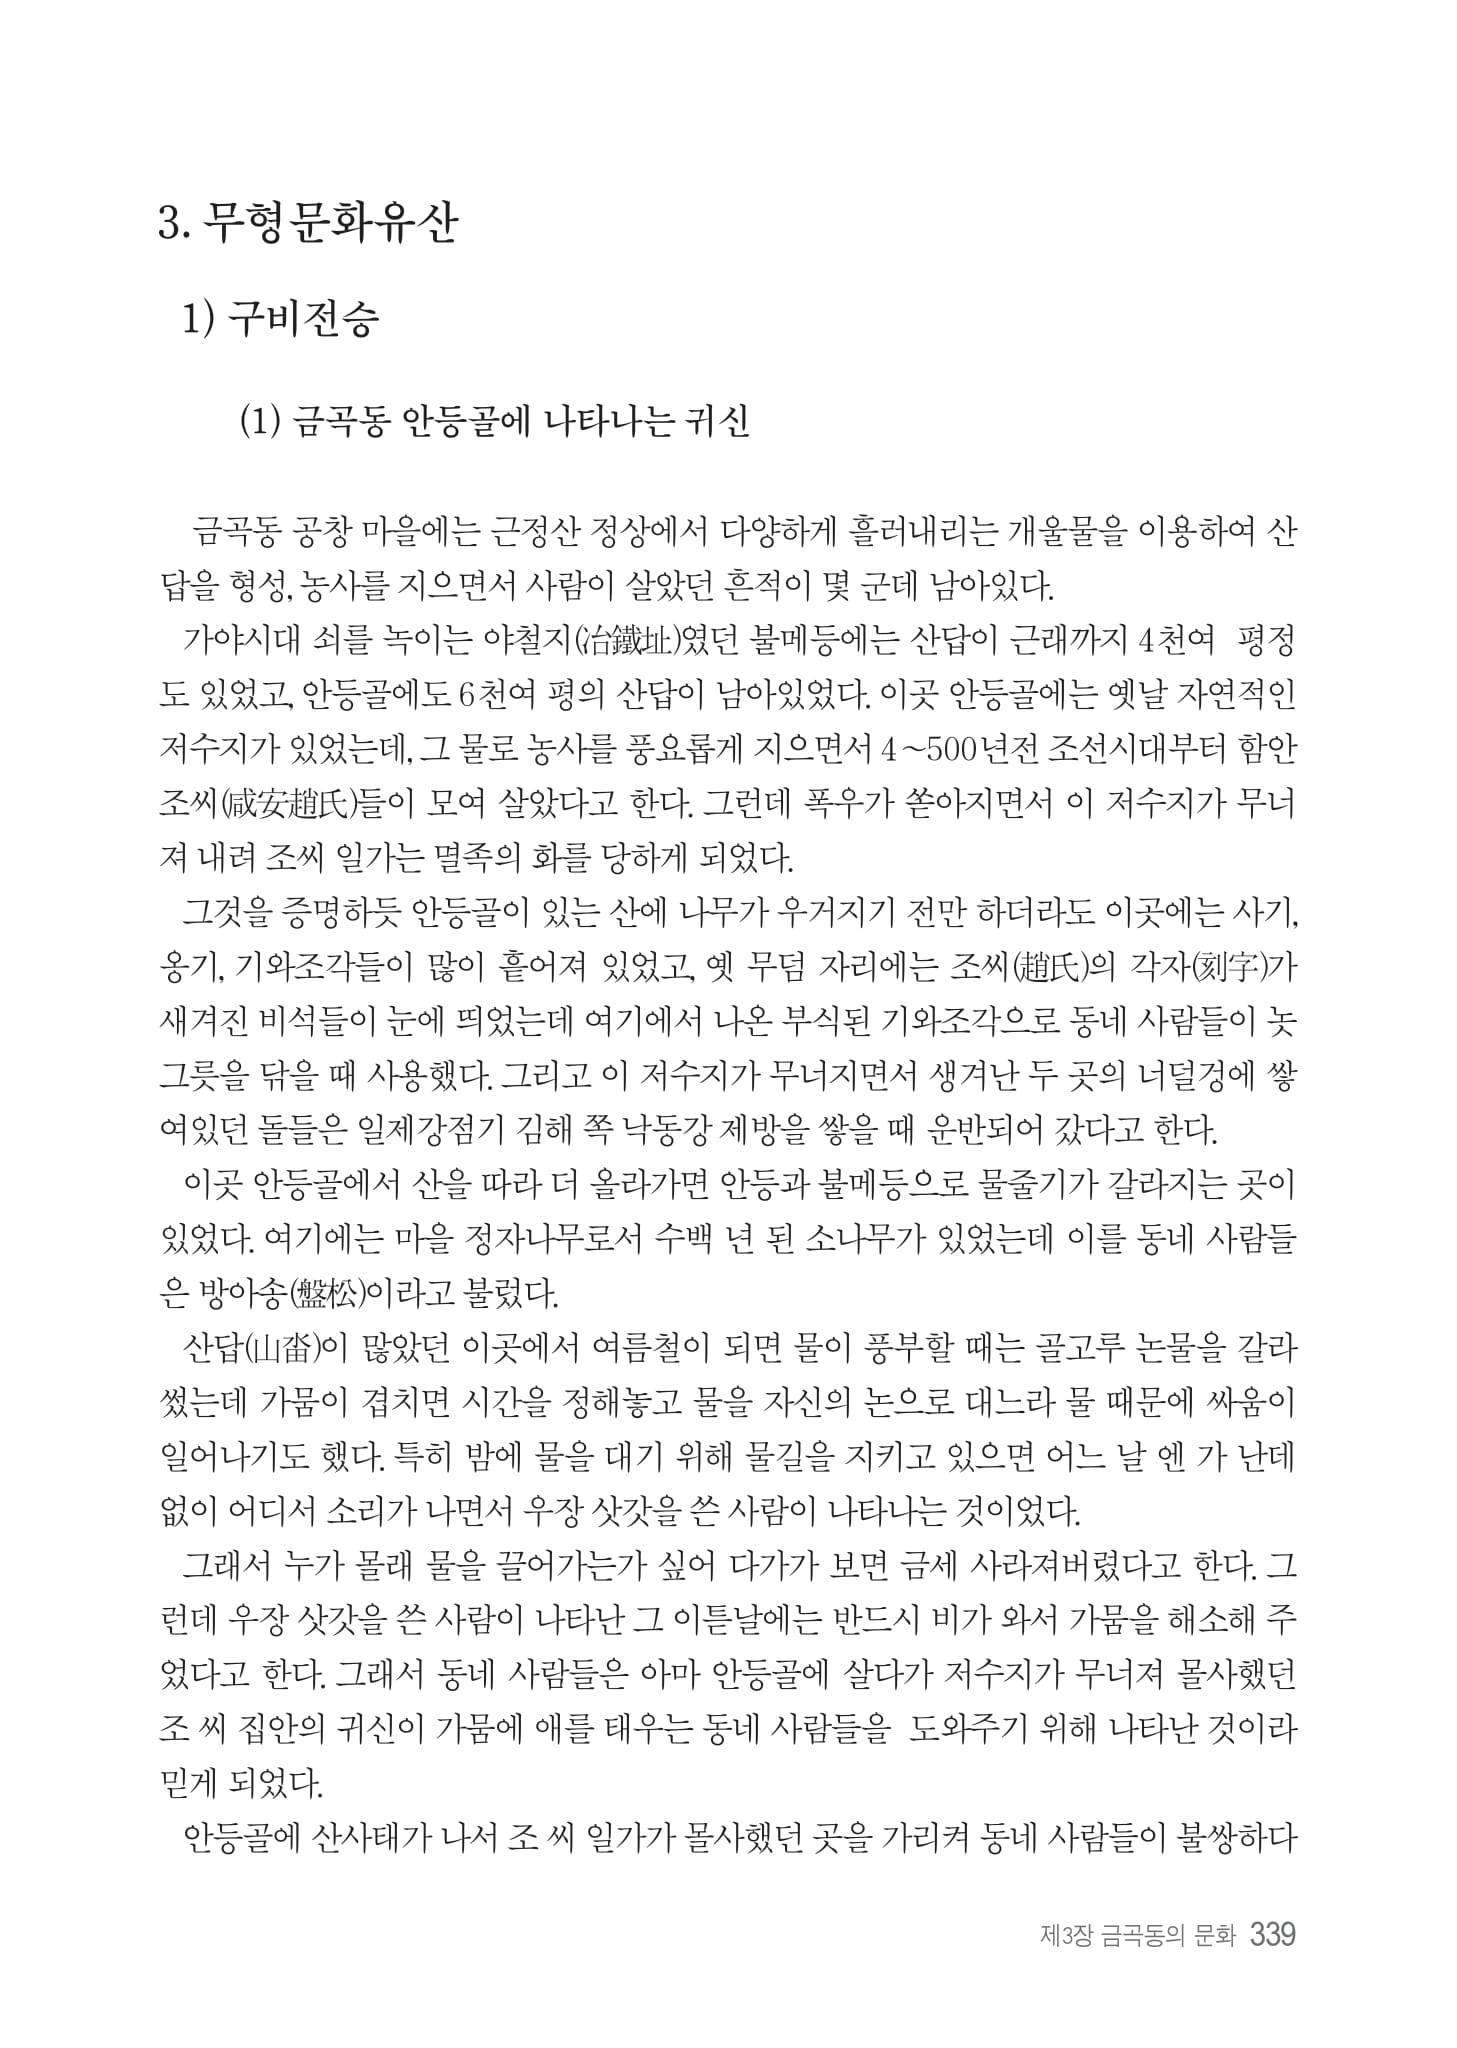 3. 무형문화유산
1) 구비전승
(1) 금곡동 안등골에 나타나는 귀신
금곡동 공창 마을에는 근정산 정상에서 다양하게 흘러내리는 개울물을 이용하여 산
답을 형성, 농사를 지으면서 사람이 살았던 흔적이 몇 군데 남아있다.
가야시대 쇠를 녹이는 야철지(冶鐵址)였던 불메등에는 산답이 근래까지 4천여 평정
도 있었고, 안등골에도 6천여 평의 산답이 남아있었다. 이곳 안등골에는 옛날 자연적인
저수지가 있었는데, 그 물로 농사를 풍요롭게 지으면서 4～500년전 조선시대부터 함안
조씨(咸安趙氏)들이 모여 살았다고 한다. 그런데 폭우가 쏟아지면서 이 저수지가 무너
져 내려 조씨 일가는 멸족의 화를 당하게 되었다.
그것을 증명하듯 안등골이 있는 산에 나무가 우거지기 전만 하더라도 이곳에는 사기,
옹기, 기와조각들이 많이 흩어져 있었고, 옛 무덤 자리에는 조씨(趙氏)의 각자(刻字)가
새겨진 비석들이 눈에 띄었는데 여기에서 나온 부식된 기와조각으로 동네 사람들이 놋
그릇을 닦을 때 사용했다. 그리고 이 저수지가 무너지면서 생겨난 두 곳의 너덜겅에 쌓
여있던 돌들은 일제강점기 김해 쪽 낙동강 제방을 쌓을 때 운반되어 갔다고 한다.
이곳 안등골에서 산을 따라 더 올라가면 안등과 불메등으로 물줄기가 갈라지는 곳이
있었다. 여기에는 마을 정자나무로서 수백 년 된 소나무가 있었는데 이를 동네 사람들
은 방아송(盤松)이라고 불렀다.
산답(山畓)이 많았던 이곳에서 여름철이 되면 물이 풍부할 때는 골고루 논물을 갈라
썼는데 가뭄이 겹치면 시간을 정해놓고 물을 자신의 논으로 대느라 물 때문에 싸움이
일어나기도 했다. 특히 밤에 물을 대기 위해 물길을 지키고 있으면 어느 날 엔 가 난데
없이 어디서 소리가 나면서 우장 삿갓을 쓴 사람이 나타나는 것이었다.
그래서 누가 몰래 물을 끌어가는가 싶어 다가가 보면 금세 사라져버렸다고 한다. 그
런데 우장 삿갓을 쓴 사람이 나타난 그 이튿날에는 반드시 비가 와서 가뭄을 해소해 주
었다고 한다. 그래서 동네 사람들은 아마 안등골에 살다가 저수지가 무너져 몰사했던
조 씨 집안의 귀신이 가뭄에 애를 태우는 동네 사람들을 도와주기 위해 나타난 것이라
믿게 되었다.
안등골에 산사태가 나서 조 씨 일가가 몰사했던 곳을 가리켜 동네 사람들이 불쌍하다
제3장 금곡동의 문화 339